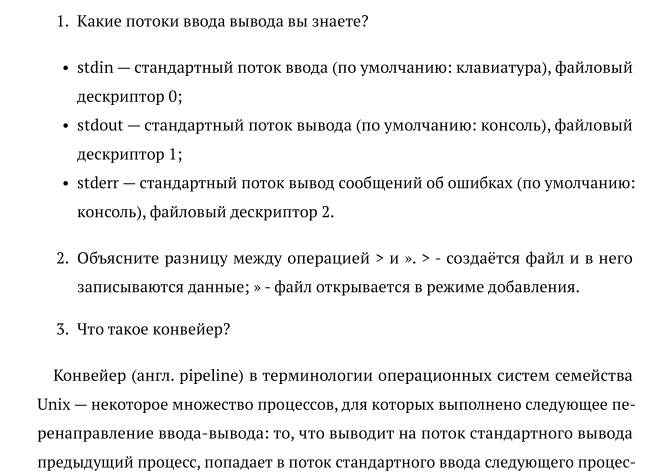 1. Какие потоки ввода вывода вы знаете?
• stdin — стандартный поток ввода (по умолчанию: клавиатура), файловый
дескриптор 0;
• stdout — стандартный поток вывода (по умолчанию: консоль), файловый
дескриптор 1;
• stderr — стандартный поток вывод сообщений об ошибках (по умолчанию:
консоль), файловый дескриптор 2.
2. Объясните разницу между операцией > и ». > - создаётся файл и в него
записываются данные; » - файл открывается в режиме добавления.
3. Что такое конвейер?
Конвейер (англ. pipeline) в терминологии операционных систем семейства
Unix — некоторое множество процессов, для которых выполнено следующее пе-
ренаправление ввода-вывода: то, что выводит на поток стандартного вывода
предыдущий процесс, попадает в поток стандартного ввода следующего процес-